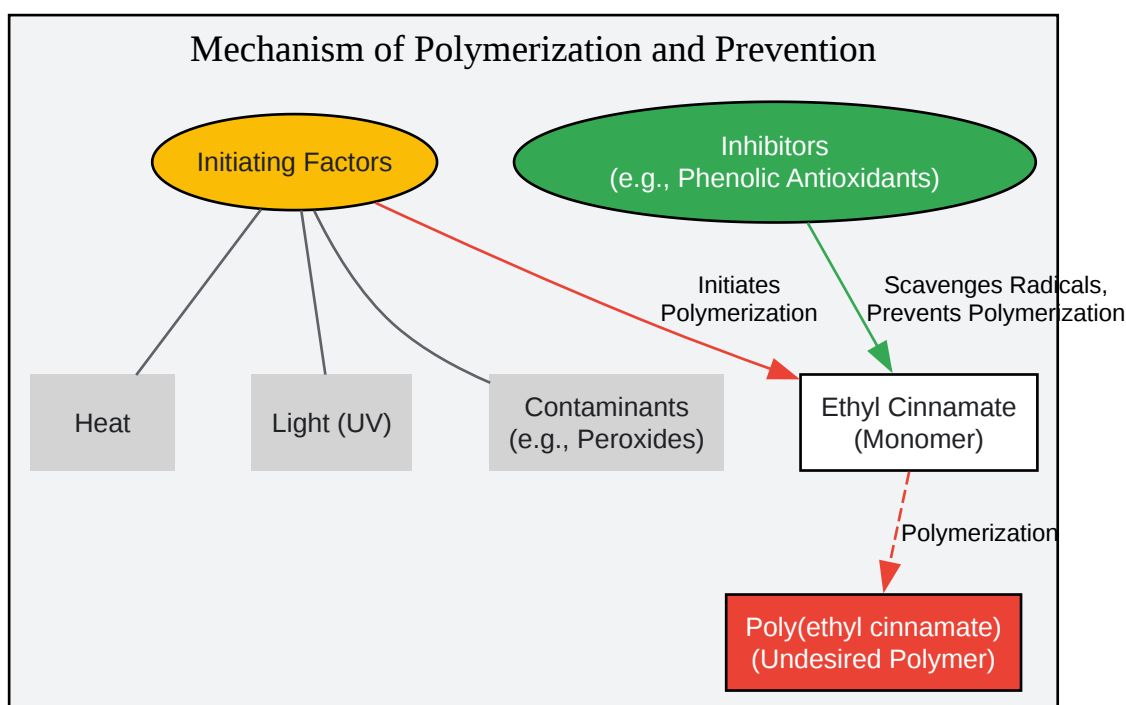 Mechanism of Polymerization and Prevention
Initiating Factors
Inhibitors
(e.g., Phenolic Antioxidants)
Initiates
Polymerization
Scavenges Radicals,
Prevents Polymerization
Heat
Light (UV)
Contaminants
(e.g., Peroxides)
Ethyl Cinnamate
(Monomer)
Polymerization
Poly(ethyl cinnamate)
(Undesired Polymer)